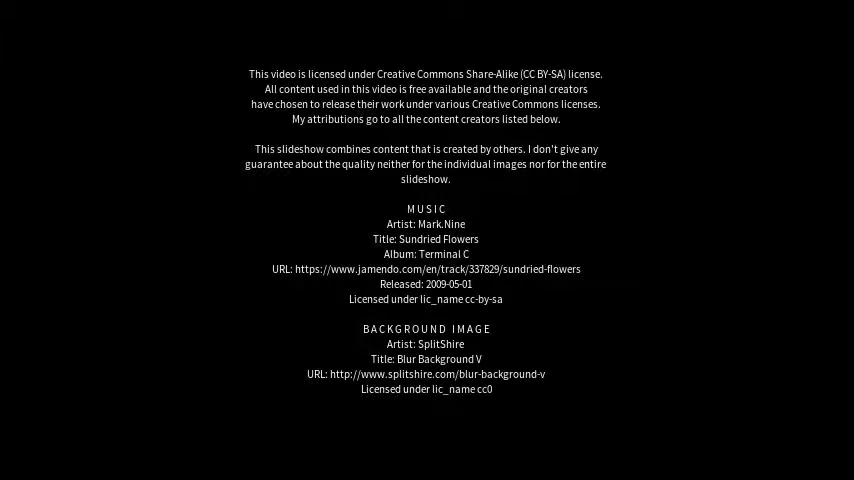 This video is licensed under Creative Commons Share-Alike (CC BY-SA) license.
All content used in this video is free available and the original creators
have chosen to release their work under various Creative Commons licenses.
My attributions go to all the content creators listed below.
This slideshow combines content that is created by others. I don't give any
guarantee about the quality neither for the individual images nor for the entire
slideshow.
MUSIC
Artist: Mark.Nine
Title: Sundried Flowers
Album: Terminal C
URL: https://www.jamendo.com/en/track/337829/sundried-flowers
Released: 2009-05-01
Licensed under lic_name cc-by-sa
BACKGROUND IMAGE
Artist: SplitShire
Title: Blur Background V
URL: http://www.splitshire.com/blur-background-v
Licensed under lic_name cc0